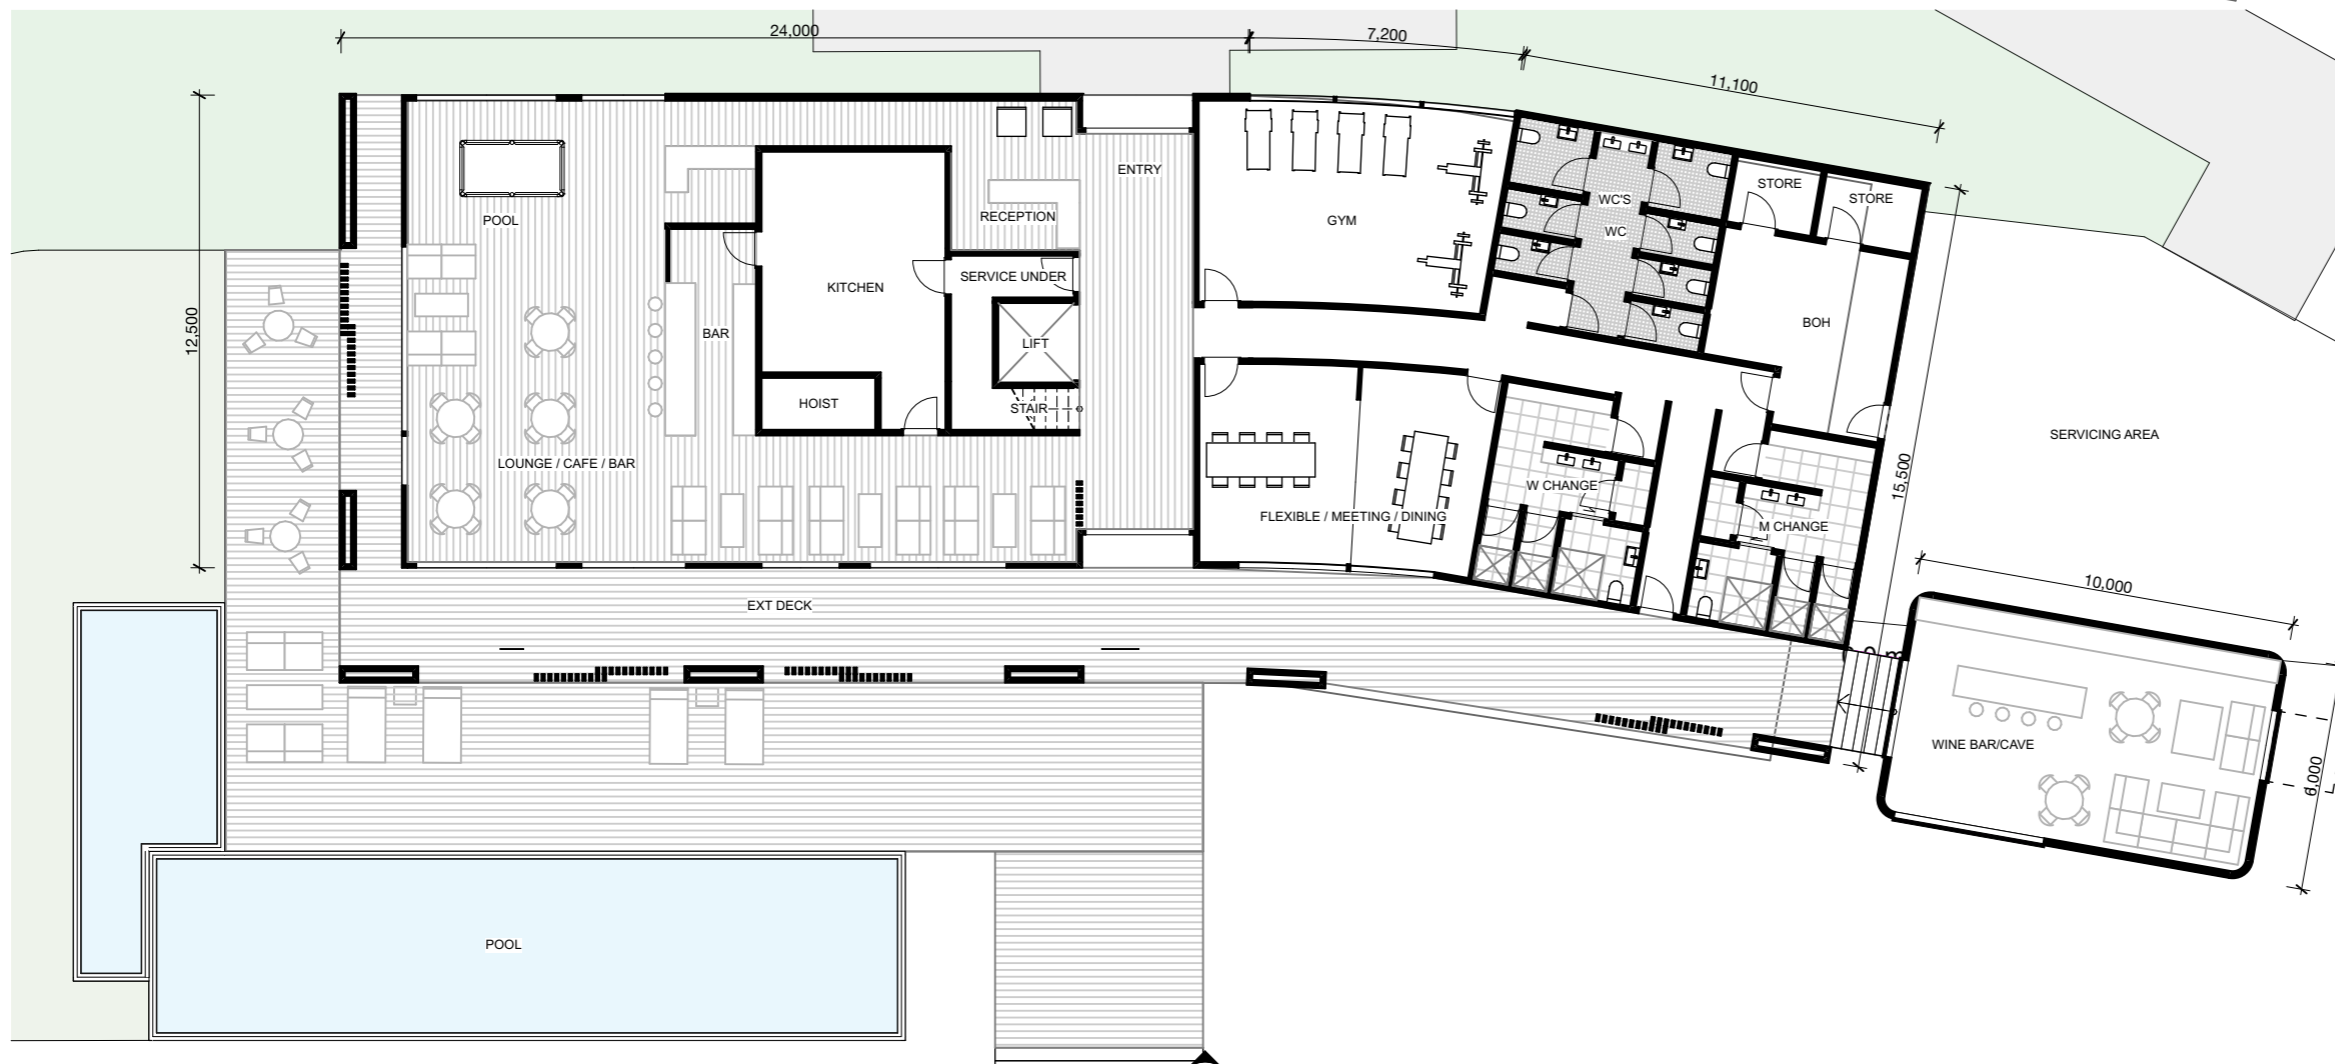 24,000
7,200
11,100
12,500
ENTRY
POOL
RECEPTION
GYM
WC'S
WC
STORE
STORE
SERVICE UNDER
KITCHEN
BAR
LIFT
BOH
HOIST
STAIR
LOUNGE / CAFE / BAR
SERVICING AREA
15,500
W CHANGE
FLEXIBLE / MEETING / DINING
M CHANGE
EXT DECK
10,000
WINE BAR/CAVE
6,000
POOL